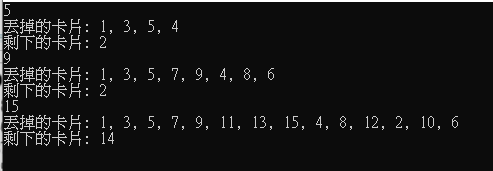 5
丟掉的卡片: 1, 3, 5, 4
剩下的卡片: 2
9
丟掉的卡片: 1, 3, 5, 7, 9, 4, 8, 6
剩下的卡片: 2
15
丟掉的卡片: 1, 3, 5, 7, 9, 11, 13, 15, 4, 8, 12, 2, 10, 6
剩下的卡片: 14